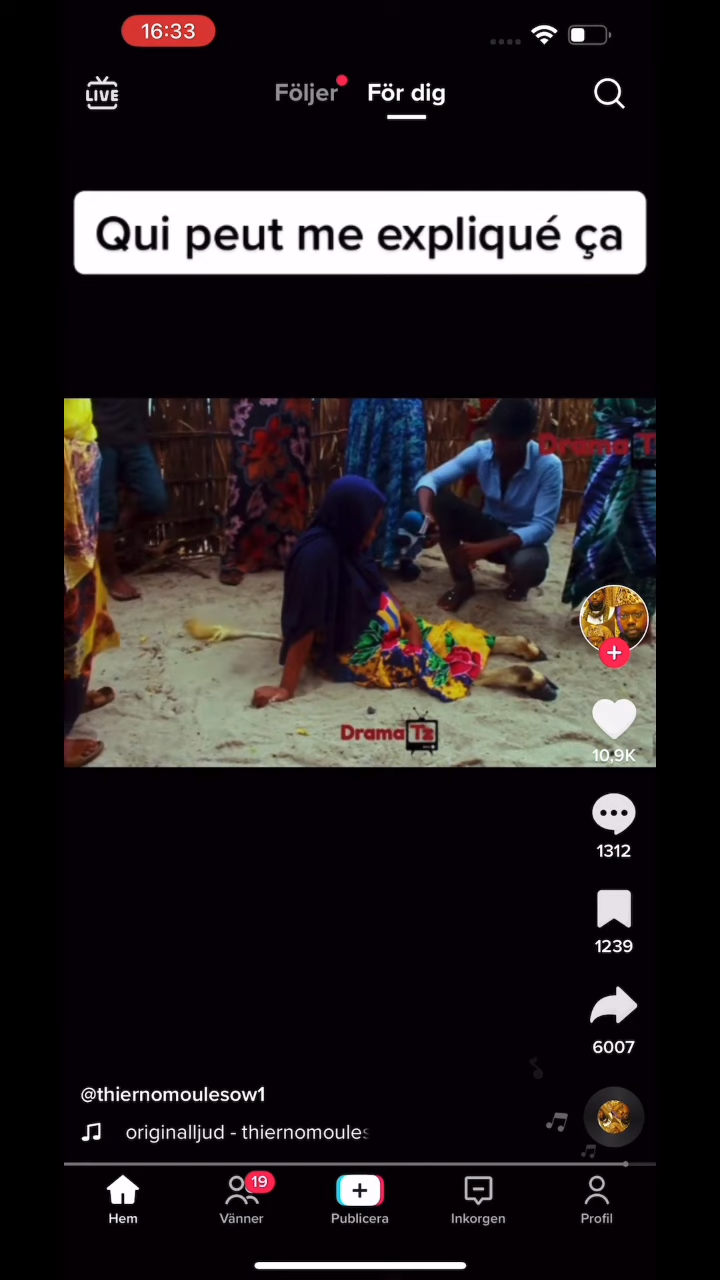 16:33
LIVE
Följer
För dig
Qui peut me expliqué ça
Drama T
Drama Tz
10,9K
1312
1239
6007
@thiernomoulesow1
originalljud - thiernomoules
19
Hem
Vänner
Publicera
Inkorgen
Profil